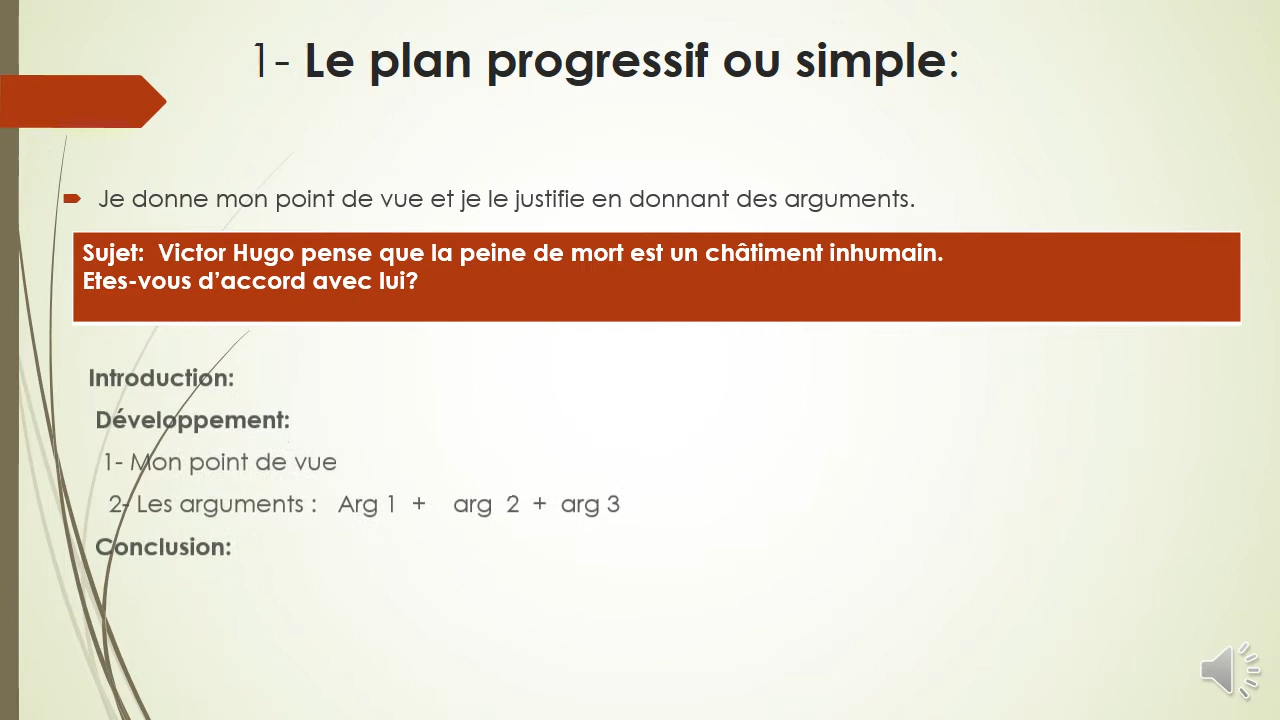 1- Le plan progressif ou simple:
Je donne mon point de vue et je le justifie en donnant des arguments.
Sujet: Victor Hugo pense que la peine de mort est un châtiment inhumain.
Etes-vous d’accord avec lui?
Introduction:
Développement:
1- Mon point de vue
2- Les arguments : Arg 1 + arg 2 + arg 3
Conclusion: